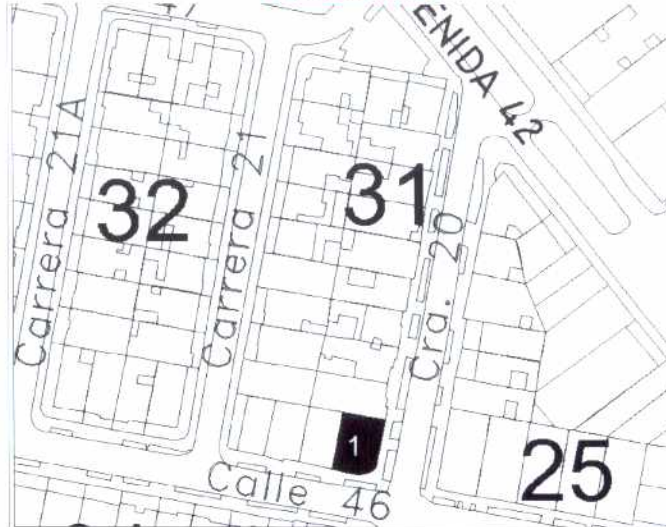 ENIDA 42
Carrera 21A
32
Carrera 21
31
Cra. 20
1
25
Calle 46